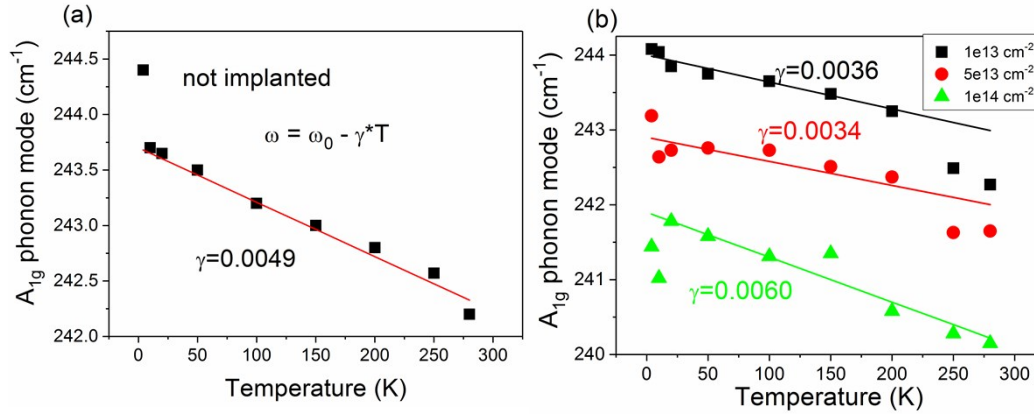 (a)
not implanted
ω = ω₀ - γ*T
γ=0.0049
A₁g phonon mode (cm⁻¹)
244.5
244.0
243.5
243.0
242.5
242.0
0 50 100 150 200 250 300
Temperature (K)
(b)
1e13 cm⁻²
5e13 cm⁻²
1e14 cm⁻²
γ=0.0036
γ=0.0034
γ=0.0060
A₁g phonon mode (cm⁻¹)
244
243
242
241
240
0 50 100 150 200 250 300
Temperature (K)